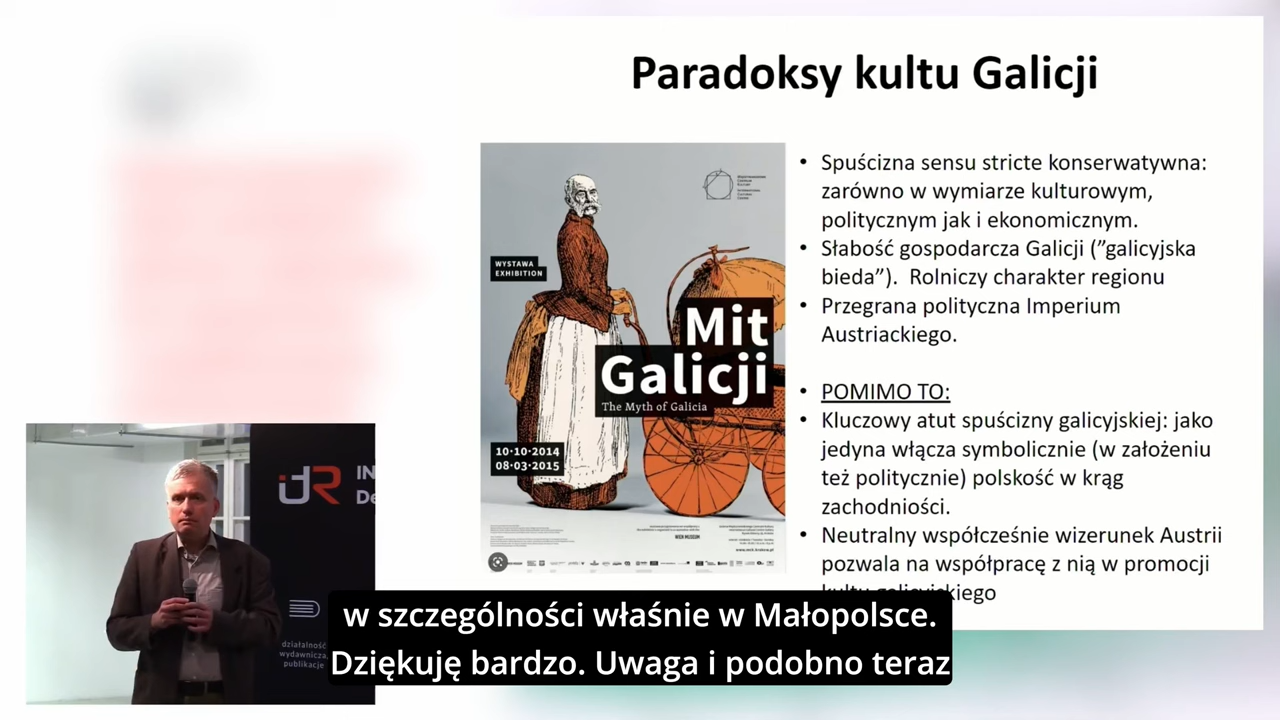 Paradoksy kultu Galicji
WYSTAWA
EXHIBITION
Mit
Galicji
The Myth of Galicia
10·10·2014
08·03·2015
• Spuścizna sensu stricte konserwatywna:
zarówno w wymiarze kulturowym,
politycznym jak i ekonomicznym.
• Słabość gospodarcza Galicji (”galicyjska
bieda”). Rolniczy charakter regionu
• Przegrana polityczna Imperium
Austriackiego.
• POMIMO TO:
• Kluczowy atut spuścizny galicyjskiej: jako
jedyna włącza symbolicznie (w założeniu
też politycznie) polskość w krąg
zachodniości.
• Neutralny współcześnie wizerunek Austrii
pozwala na współpracę z nią w promocji
kultu galicyjskiego
idR
IN
De
działalność
wydawnicza,
publikacje
w szczególności właśnie w Małopolsce.
Dziękuję bardzo. Uwaga i podobno teraz